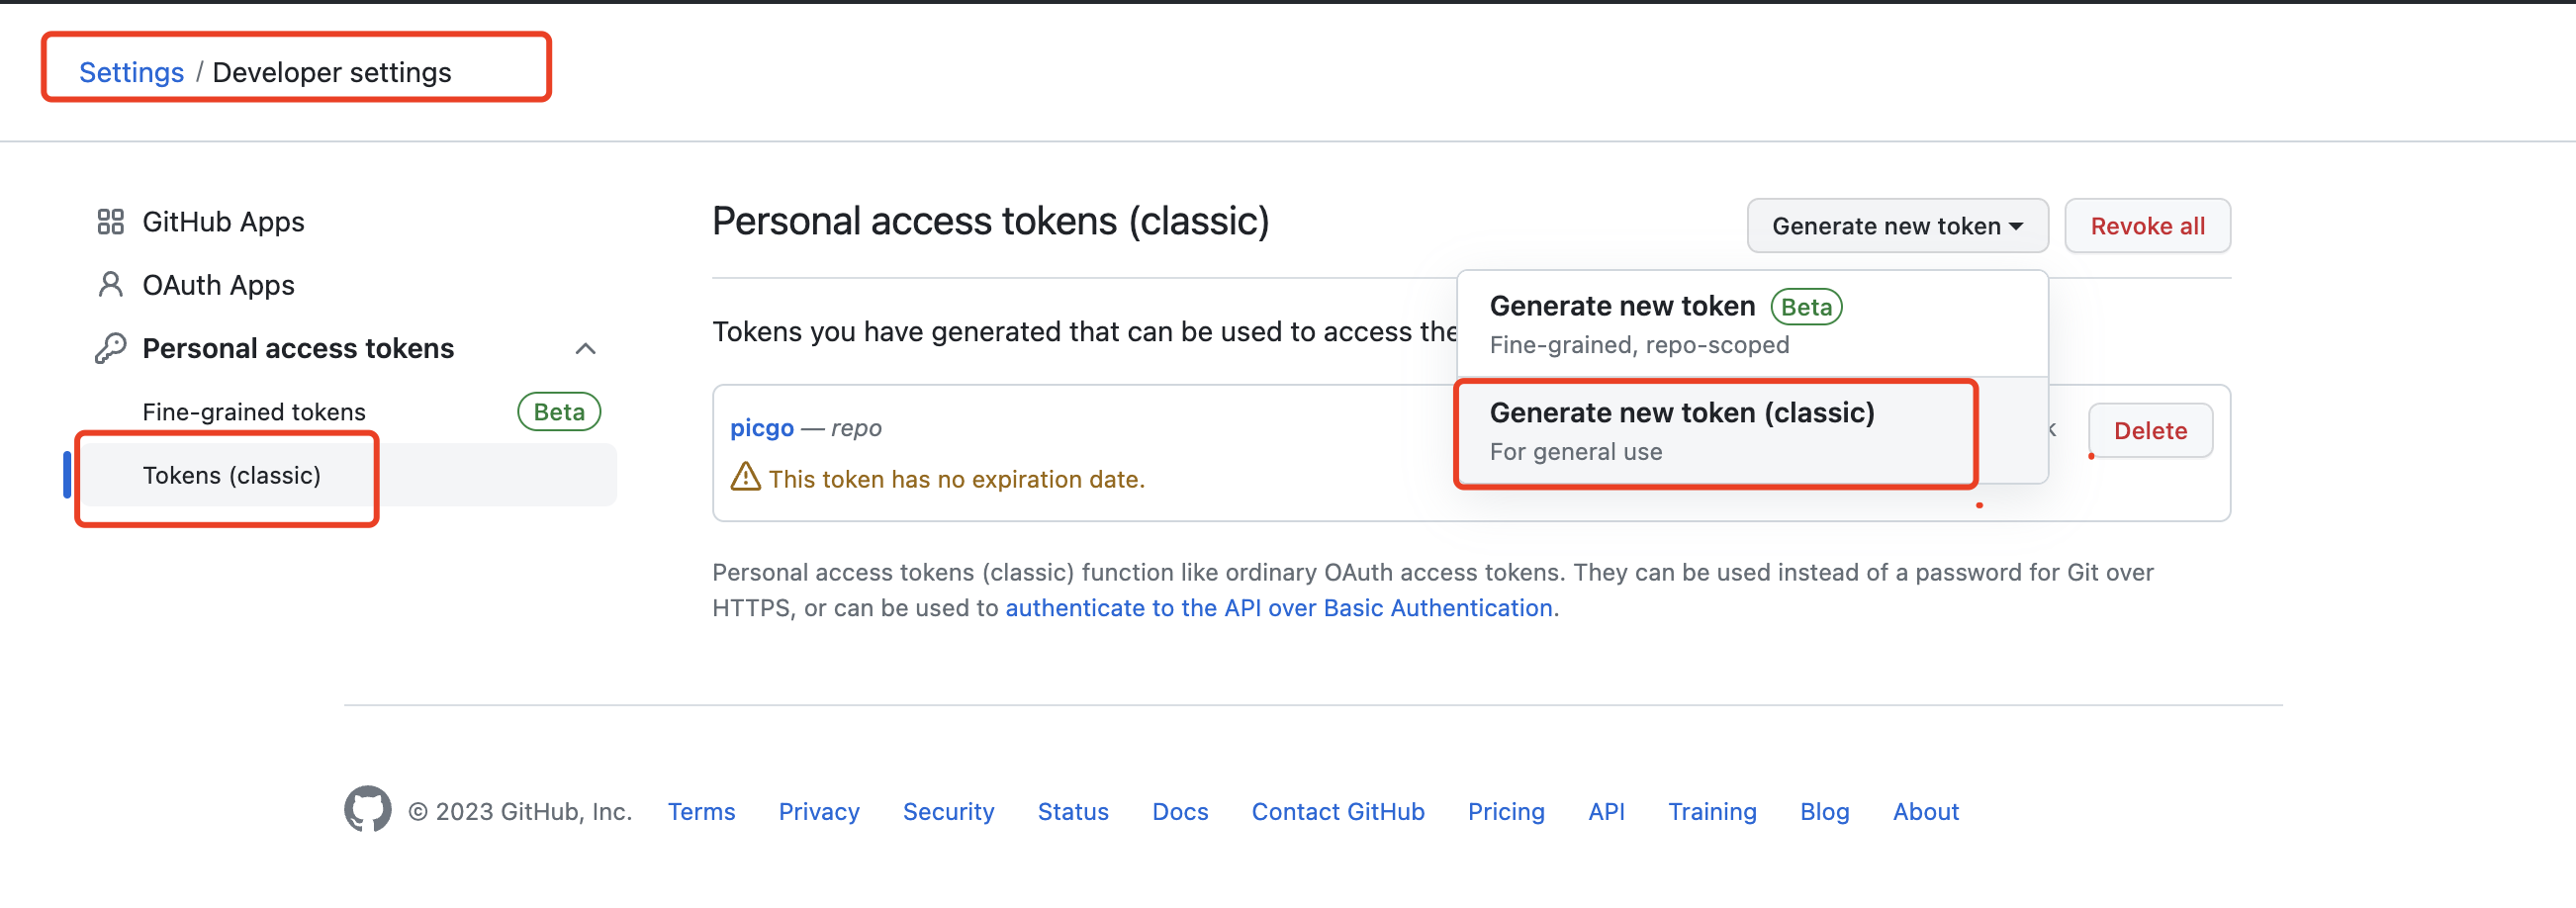 Settings / Developer settings
GitHub Apps
OAuth Apps
Personal access tokens
Fine-grained tokens Beta
Tokens (classic)
Personal access tokens (classic)
Generate new token
Revoke all
Generate new token Beta
Fine-grained, repo-scoped
Generate new token (classic)
For general use
Tokens you have generated that can be used to access the
picgo — repo
Delete
This token has no expiration date.
Personal access tokens (classic) function like ordinary OAuth access tokens. They can be used instead of a password for Git over
HTTPS, or can be used to authenticate to the API over Basic Authentication.
© 2023 GitHub, Inc. Terms Privacy Security Status Docs Contact GitHub Pricing API Training Blog About